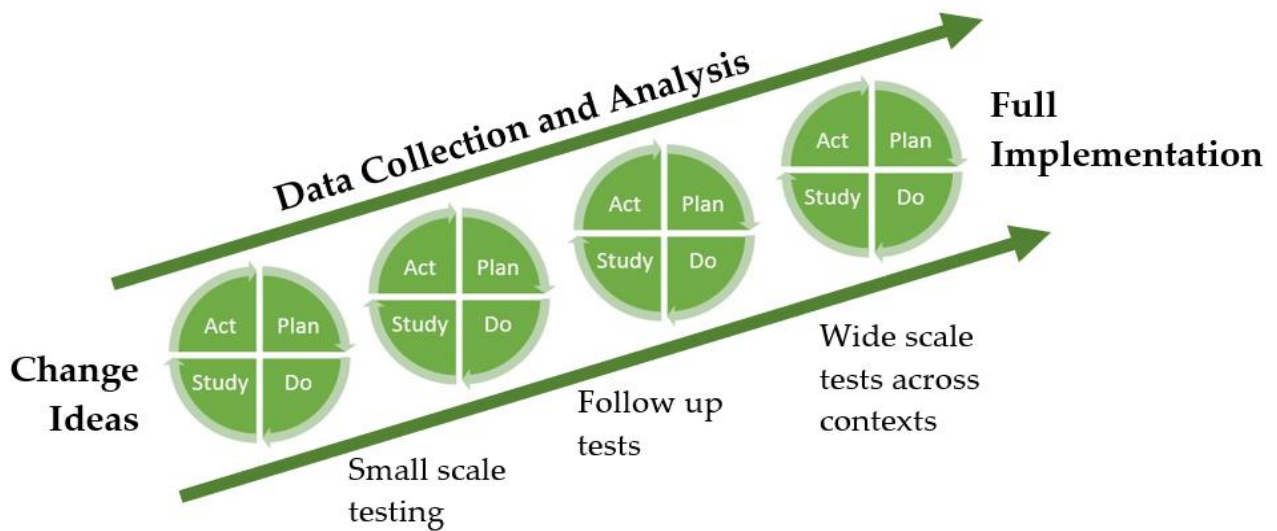 Data Collection and Analysis
Full
Implementation
Act Plan
Study Do
Act Plan
Study Do
Act Plan
Study Do
Act Plan
Study Do
Change
Ideas
Small scale
testing
Follow up
tests
Wide scale
tests across
contexts